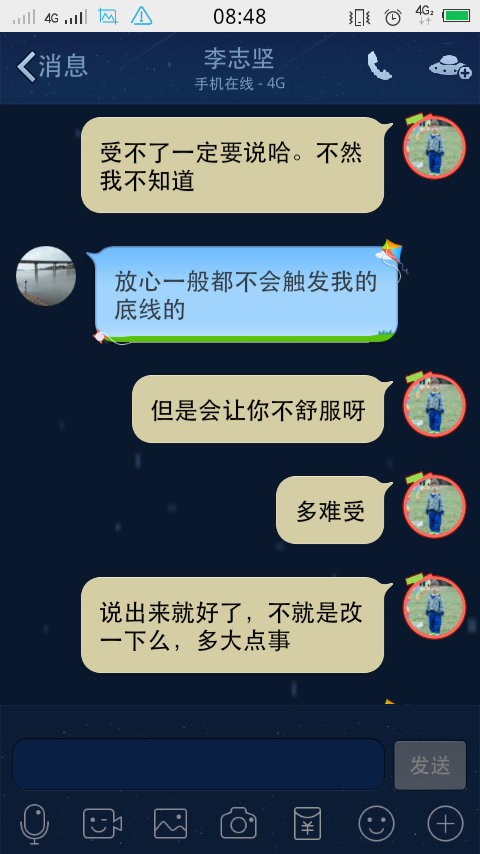 4G 08:48 4G2
消息 李志坚
手机在线 - 4G
受不了一定要说哈。不然
我不知道
放心一般都不会触发我的
底线的
但是会让你不舒服呀
多难受
说出来就好了，不就是改
一下么，多大点事
发送